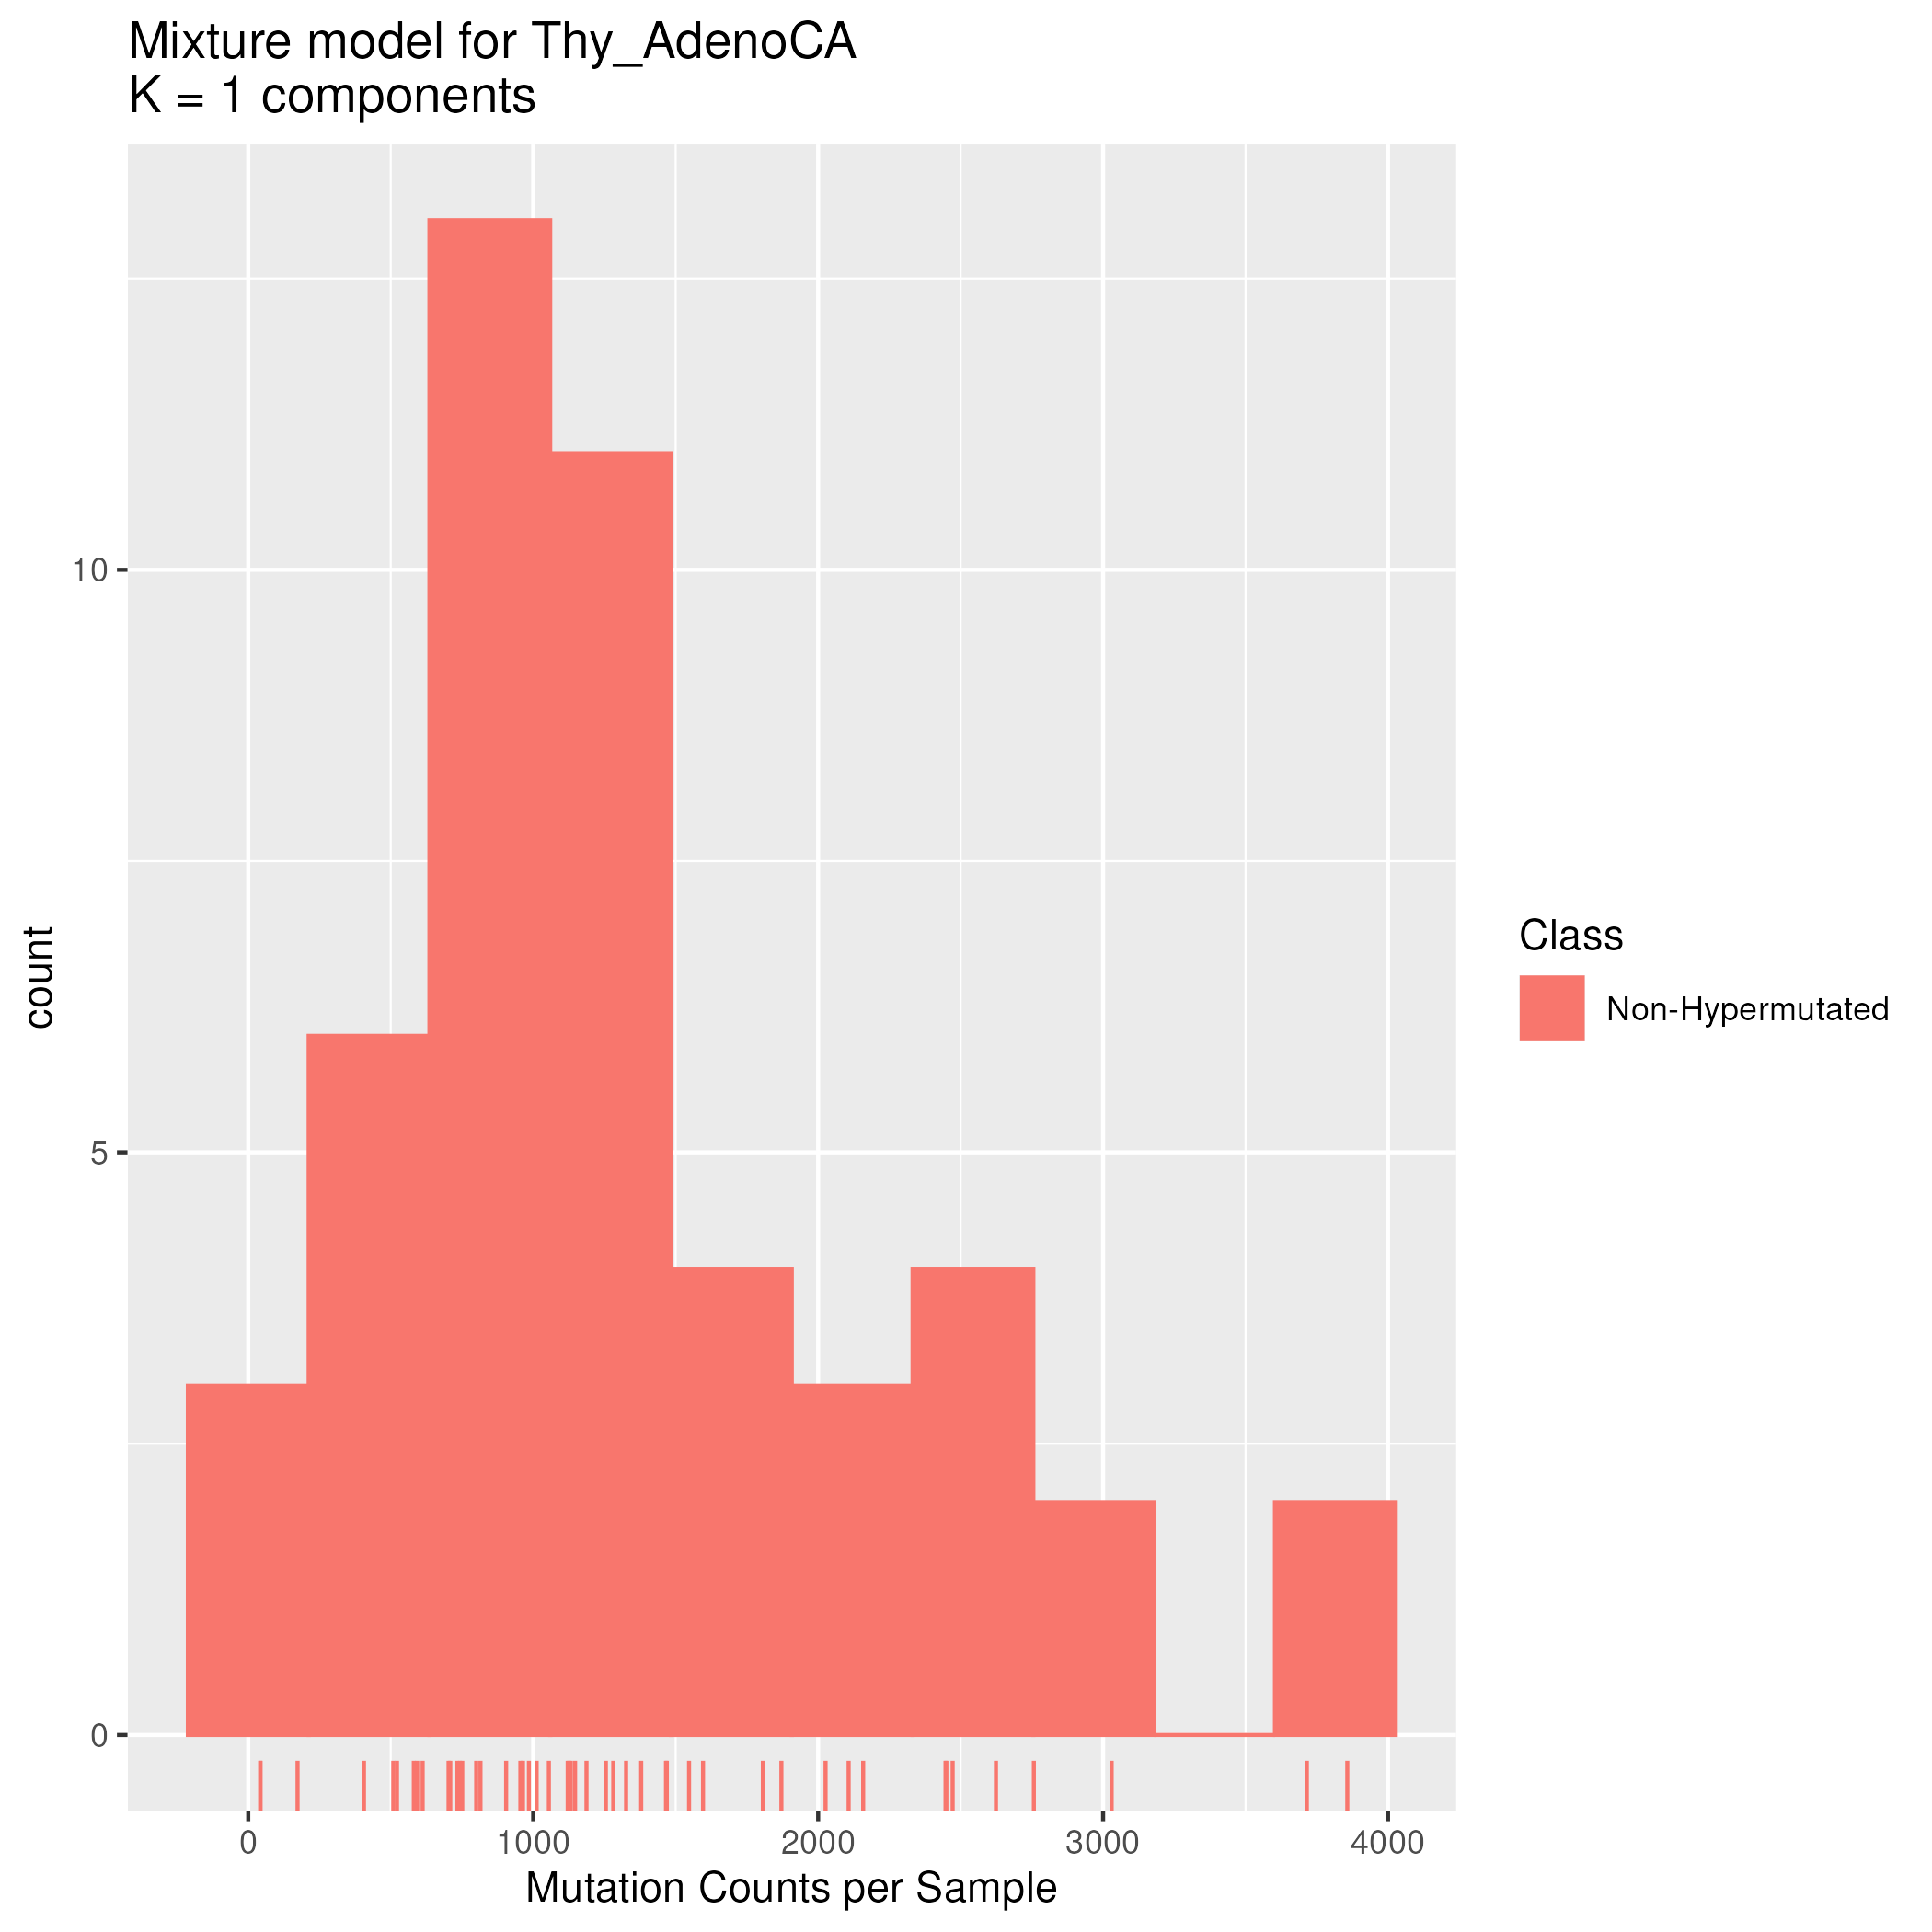 Mixture model for Thy_AdenoCA
K = 1 components
10
5
0
count
0 1000 2000 3000 4000
Mutation Counts per Sample
Class
Non-Hypermutated